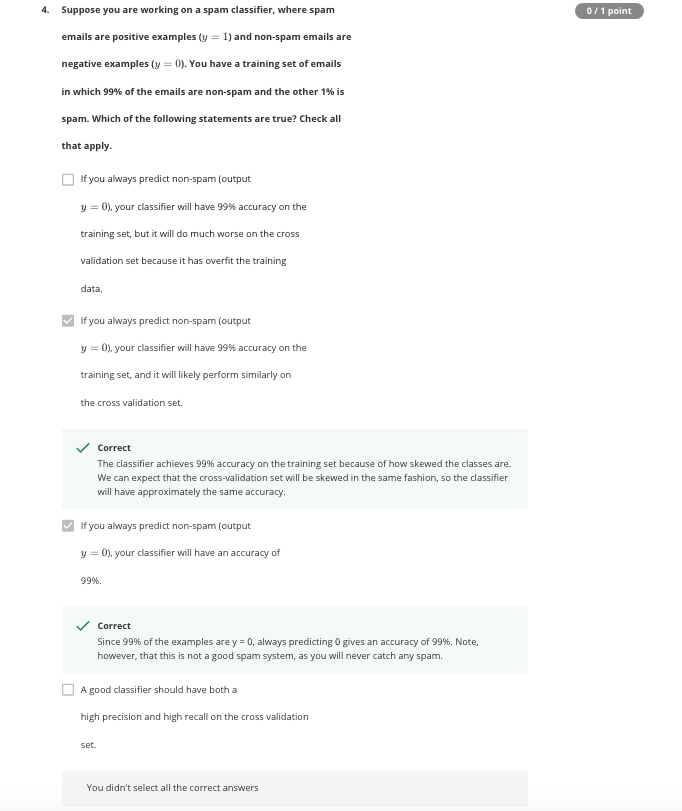 4. Suppose you are working on a spam classifier, where spam
0 / 1 point
emails are positive examples (y = 1) and non-spam emails are
negative examples (y = 0). You have a training set of emails
in which 99% of the emails are non-spam and the other 1% is
spam. Which of the following statements are true? Check all
that apply.
If you always predict non-spam (output
y = 0), your classifier will have 99% accuracy on the
training set, but it will do much worse on the cross
validation set because it has overfit the training
data.
If you always predict non-spam (output
y = 0), your classifier will have 99% accuracy on the
training set, and it will likely perform similarly on
the cross validation set.
Correct
The classifier achieves 99% accuracy on the training set because of how skewed the classes are.
We can expect that the cross-validation set will be skewed in the same fashion, so the classifier
will have approximately the same accuracy.
If you always predict non-spam (output
y = 0), your classifier will have an accuracy of
99%.
Correct
Since 99% of the examples are y = 0, always predicting 0 gives an accuracy of 99%. Note,
however, that this is not a good spam system, as you will never catch any spam.
A good classifier should have both a
high precision and high recall on the cross validation
set.
You didn't select all the correct answers